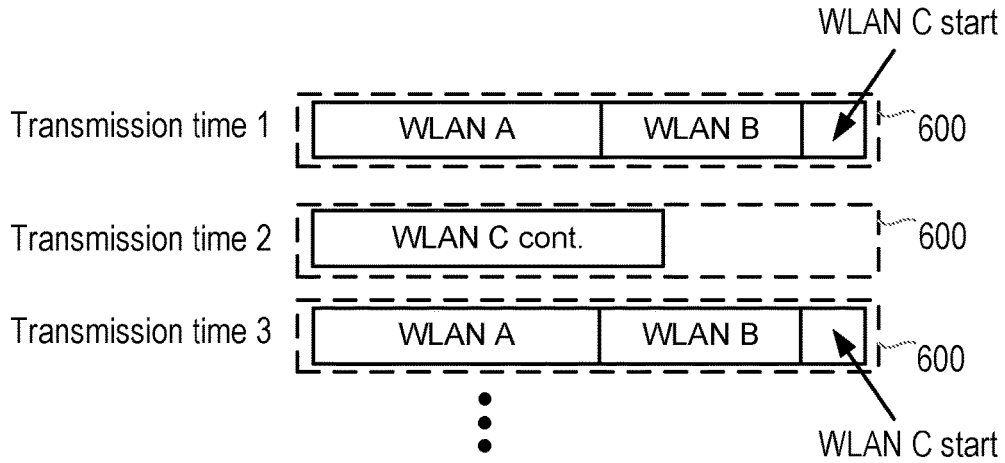 WLAN C start
Transmission time 1 WLAN A WLAN B 600
Transmission time 2 WLAN C cont. 600
Transmission time 3 WLAN A WLAN B 600
WLAN C start